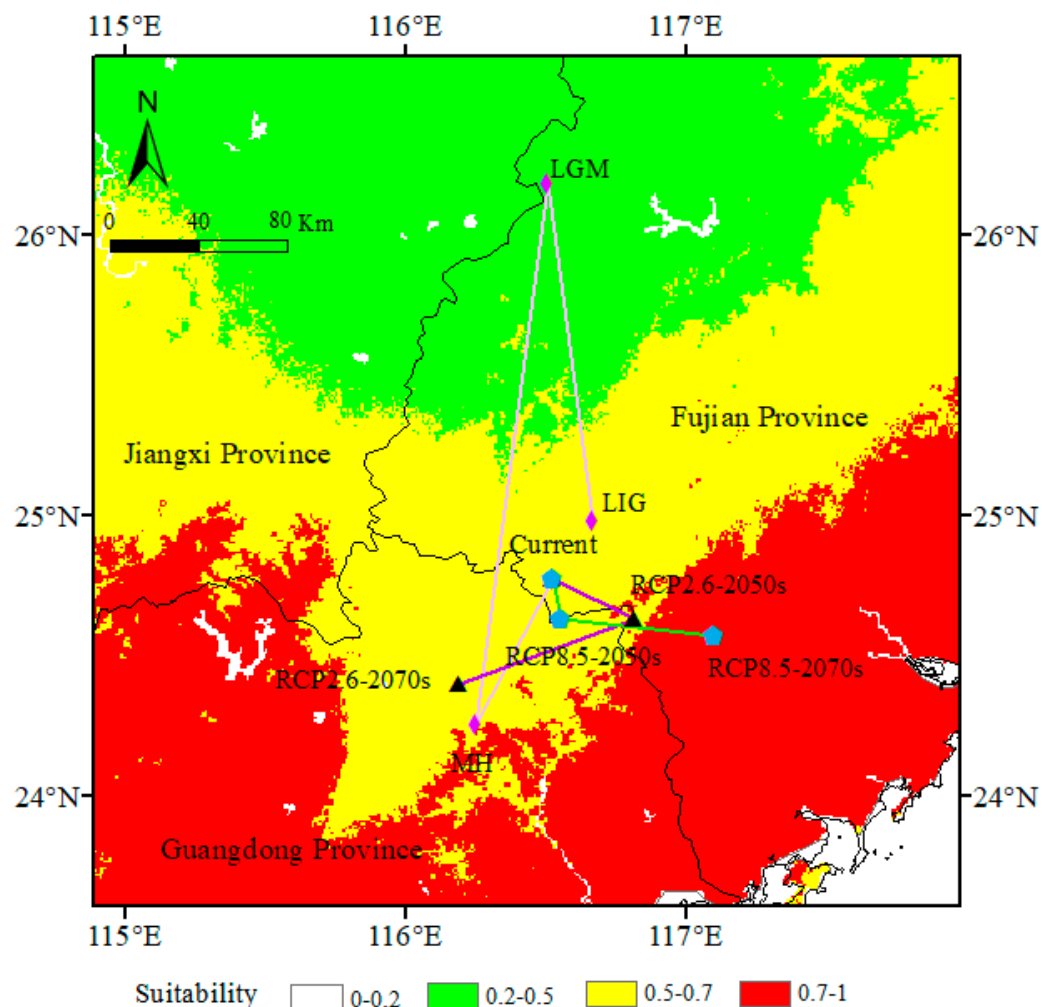 115°E 116°E 117°E
N
LGM
0 40 80 Km
26°N 26°N
Fujian Province
Jiangxi Province
LIG
25°N 25°N
Current
RCP2.6-2050s
RCP8.5-2050s
RCP8.5-2070s
RCP2.6-2070s
MH
24°N 24°N
Guangdong Province
115°E 116°E 117°E
Suitability 0-0.2 0.2-0.5 0.5-0.7 0.7-1